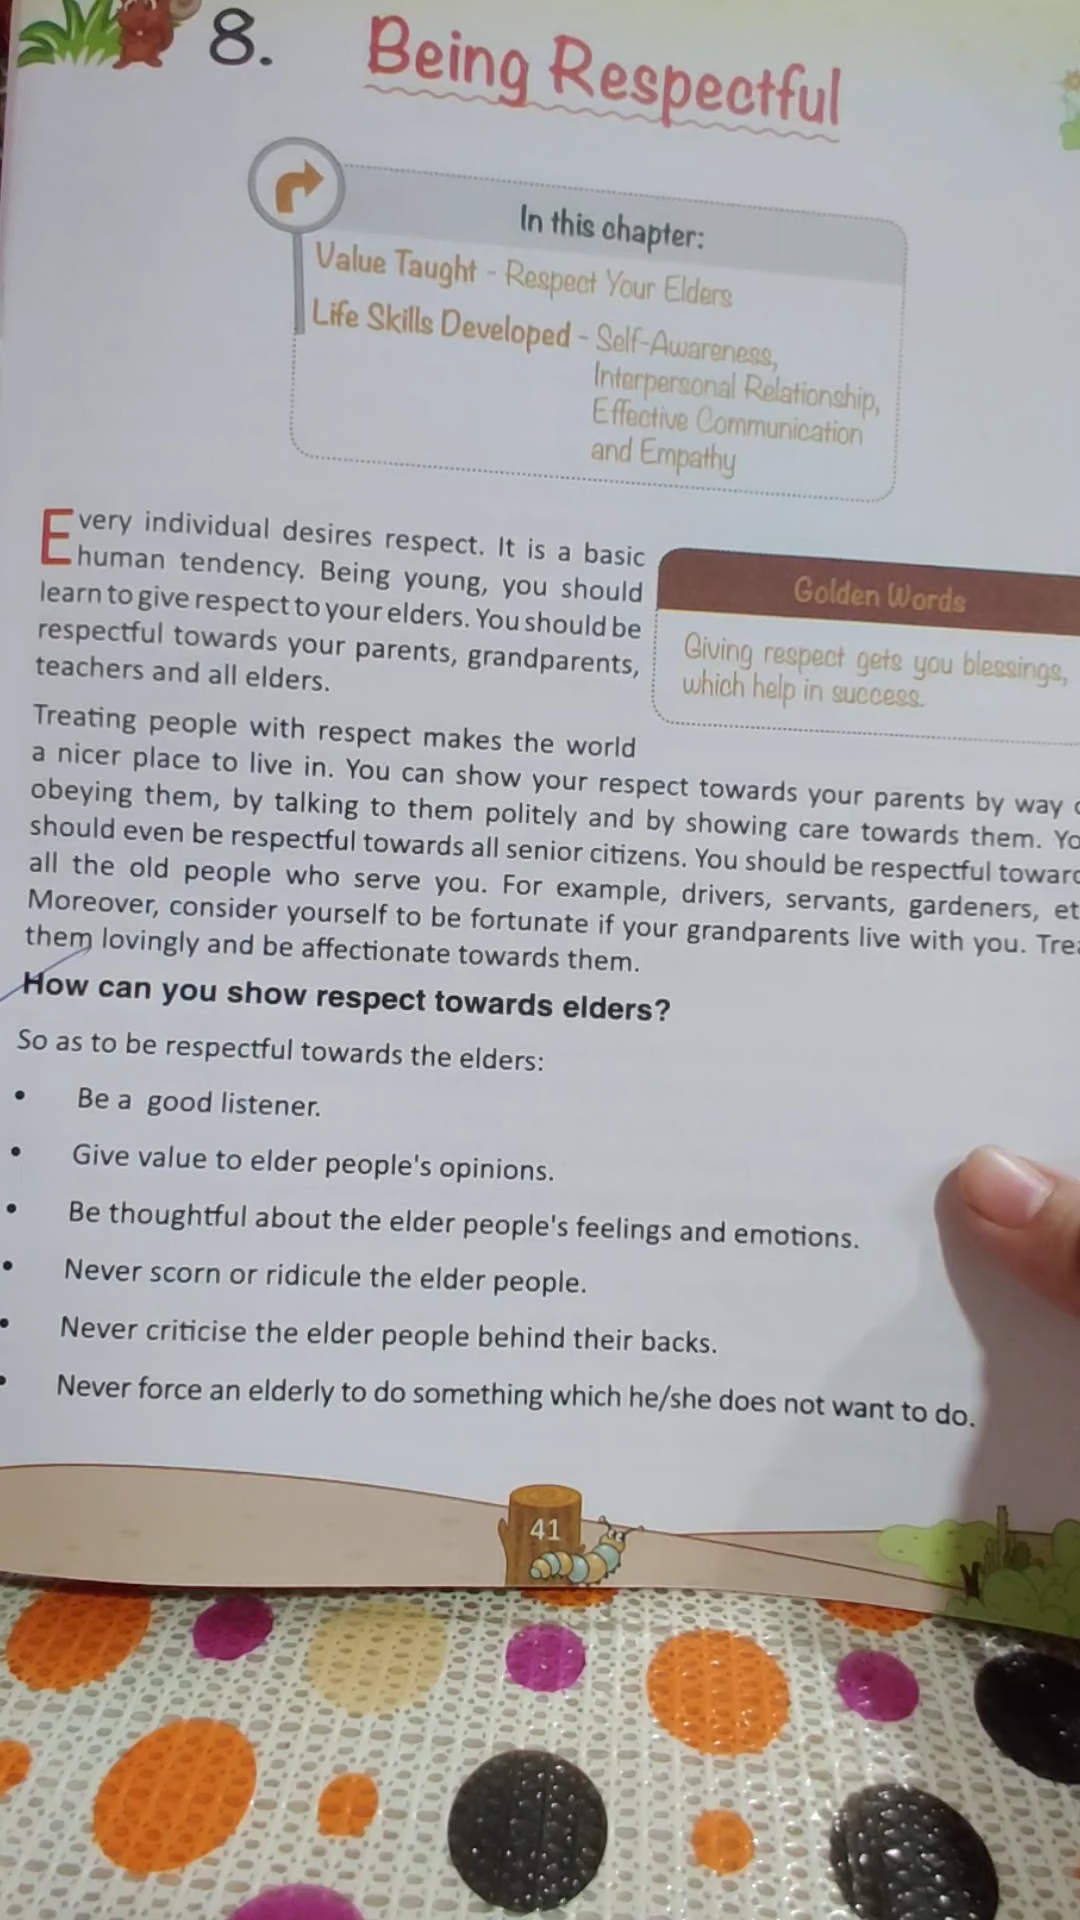 8. Being Respectful
In this chapter:
Value Taught - Respect Your Elders
Life Skills Developed - Self-Awareness,
Interpersonal Relationship,
Effective Communication
and Empathy
Every individual desires respect. It is a basic
human tendency. Being young, you should
learn to give respect to your elders. You should be
respectful towards your parents, grandparents,
teachers and all elders.
Golden Words
Giving respect gets you blessings,
which help in success.
Treating people with respect makes the world
a nicer place to live in. You can show your respect towards your parents by way
obeying them, by talking to them politely and by showing care towards them.
should even be respectful towards all senior citizens. You should be respectful
all the old people who serve you. For example, drivers, servants, gardeners,
Moreover, consider yourself to be fortunate if your grandparents live with you.
them lovingly and be affectionate towards them.
How can you show respect towards elders?
So as to be respectful towards the elders:
• Be a good listener.
• Give value to elder people's opinions.
• Be thoughtful about the elder people's feelings and emotions.
• Never scorn or ridicule the elder people.
• Never criticise the elder people behind their backs.
• Never force an elderly to do something which he/she does not want to do.
41